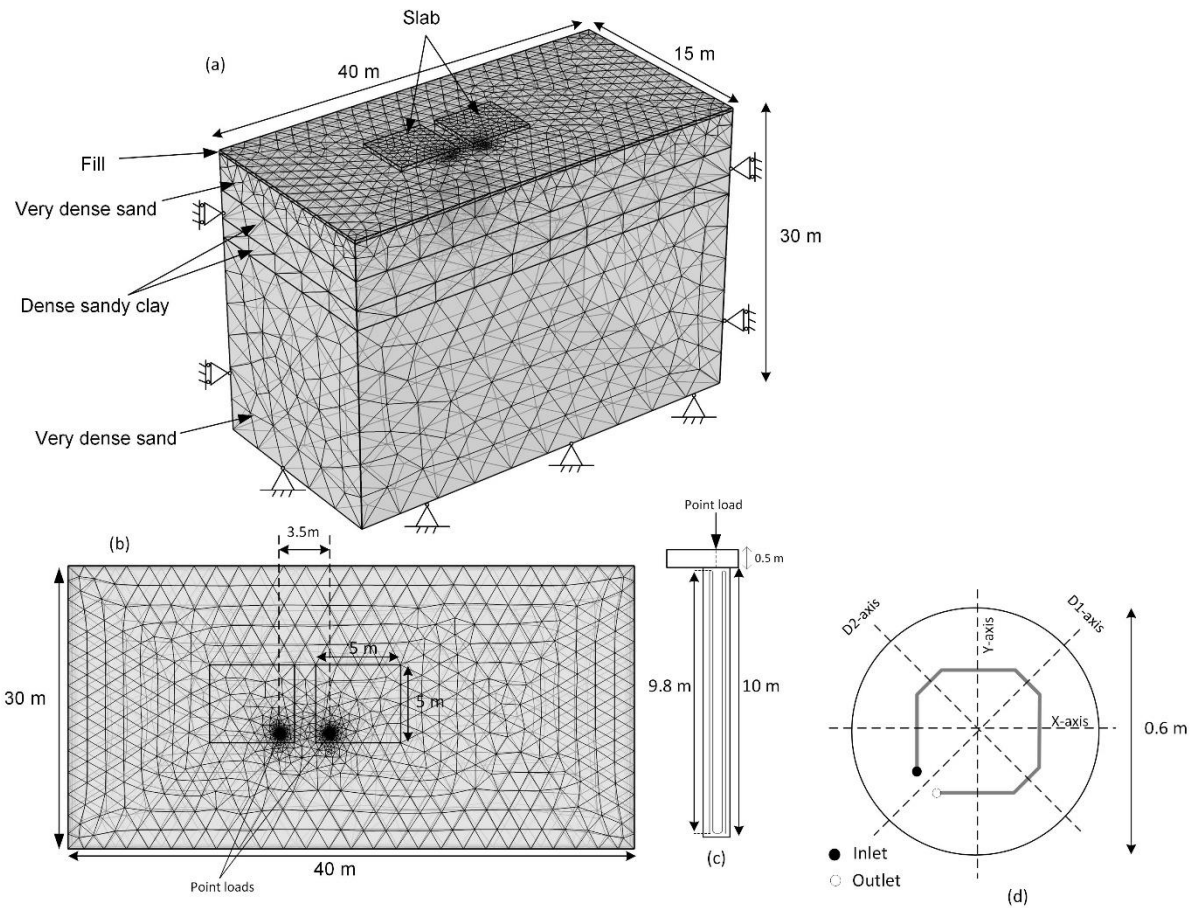 Slab
(a)
40 m
15 m
Fill
Very dense sand
30 m
Dense sandy clay
Very dense sand
(b)
3.5m
5 m
5 m
30 m
40 m
Point loads
Point load
0.5 m
9.8 m
10 m
(c)
D2-axis
Y-axis
D1-axis
X-axis
0.6 m
Inlet
Outlet
(d)